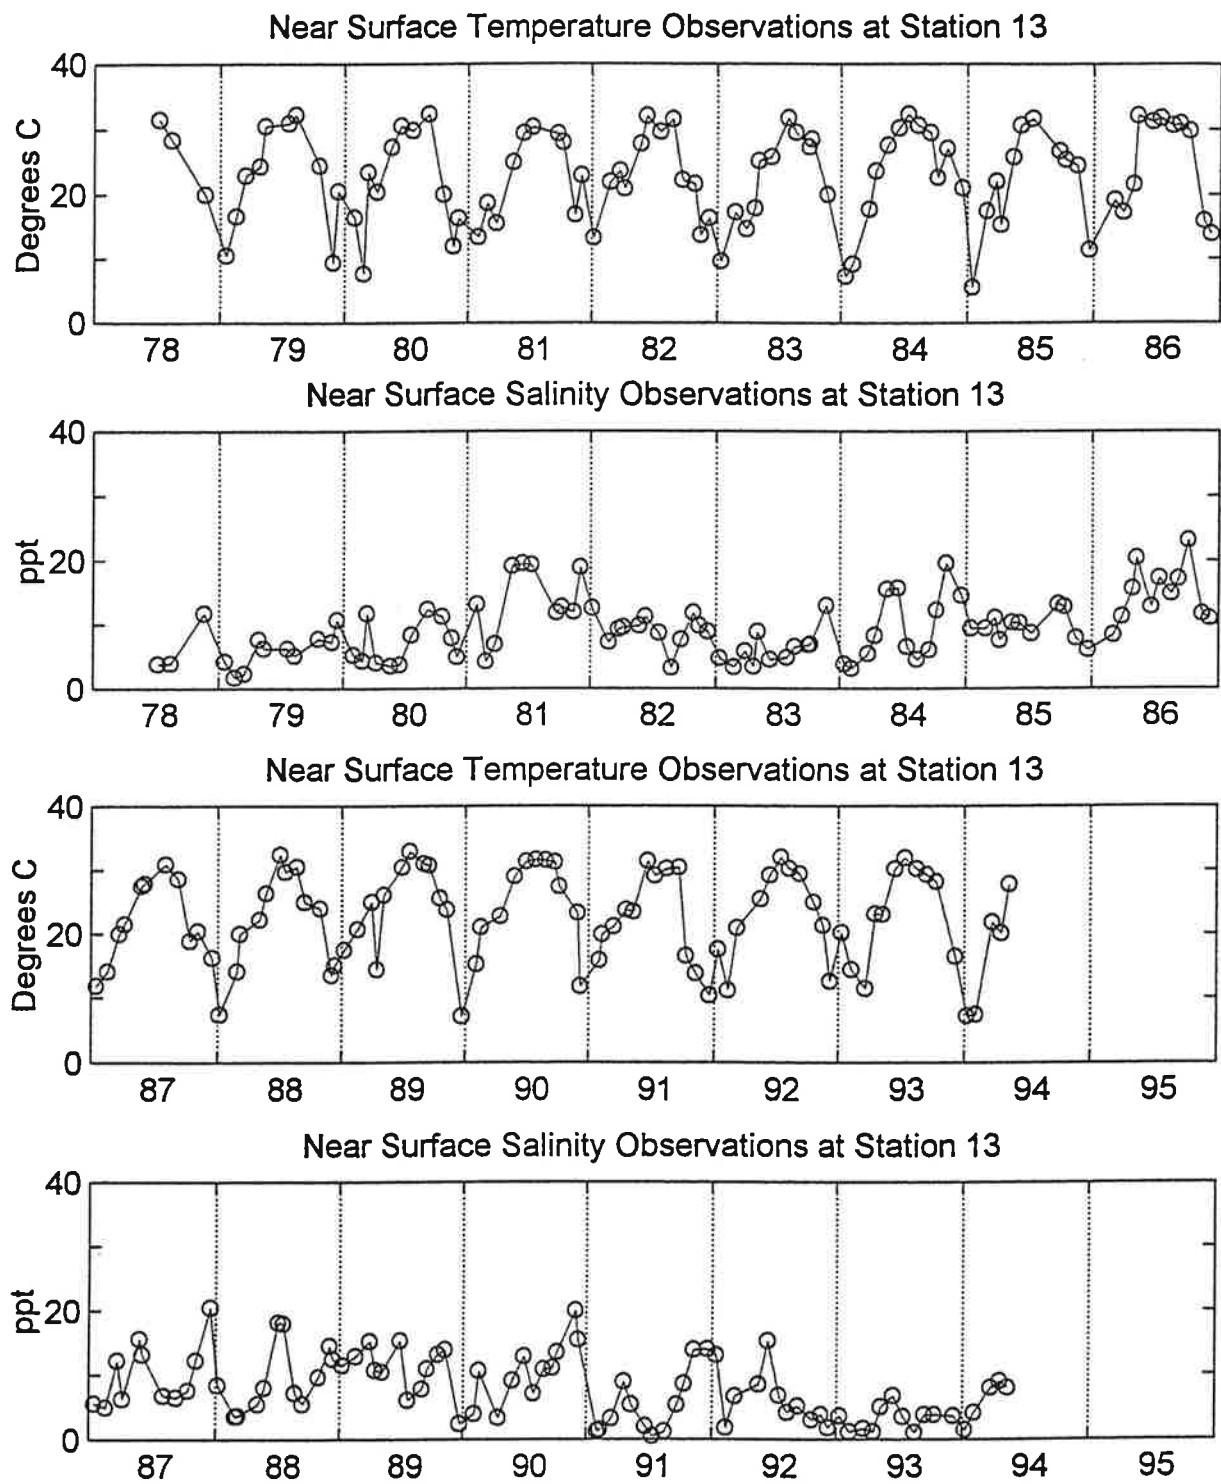 Near Surface Temperature Observations at Station 13
40
20
0
Degrees C
78 79 80 81 82 83 84 85 86
Near Surface Salinity Observations at Station 13
40
20
0
ppt
78 79 80 81 82 83 84 85 86
Near Surface Temperature Observations at Station 13
40
20
0
Degrees C
87 88 89 90 91 92 93 94 95
Near Surface Salinity Observations at Station 13
40
20
0
ppt
87 88 89 90 91 92 93 94 95